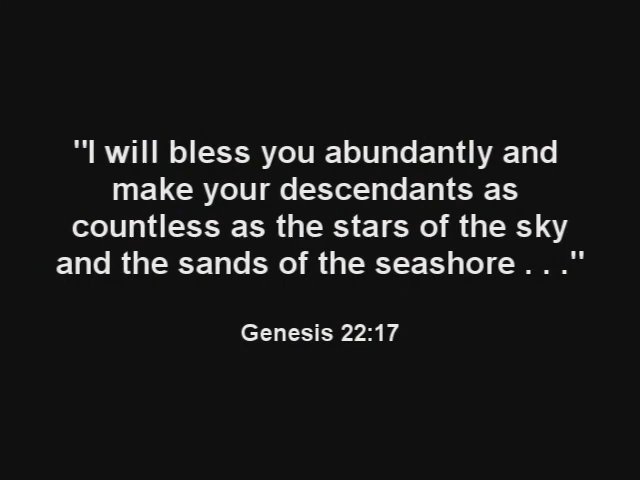 "I will bless you abundantly and
make your descendants as
countless as the stars of the sky
and the sands of the seashore . . ."
Genesis 22:17